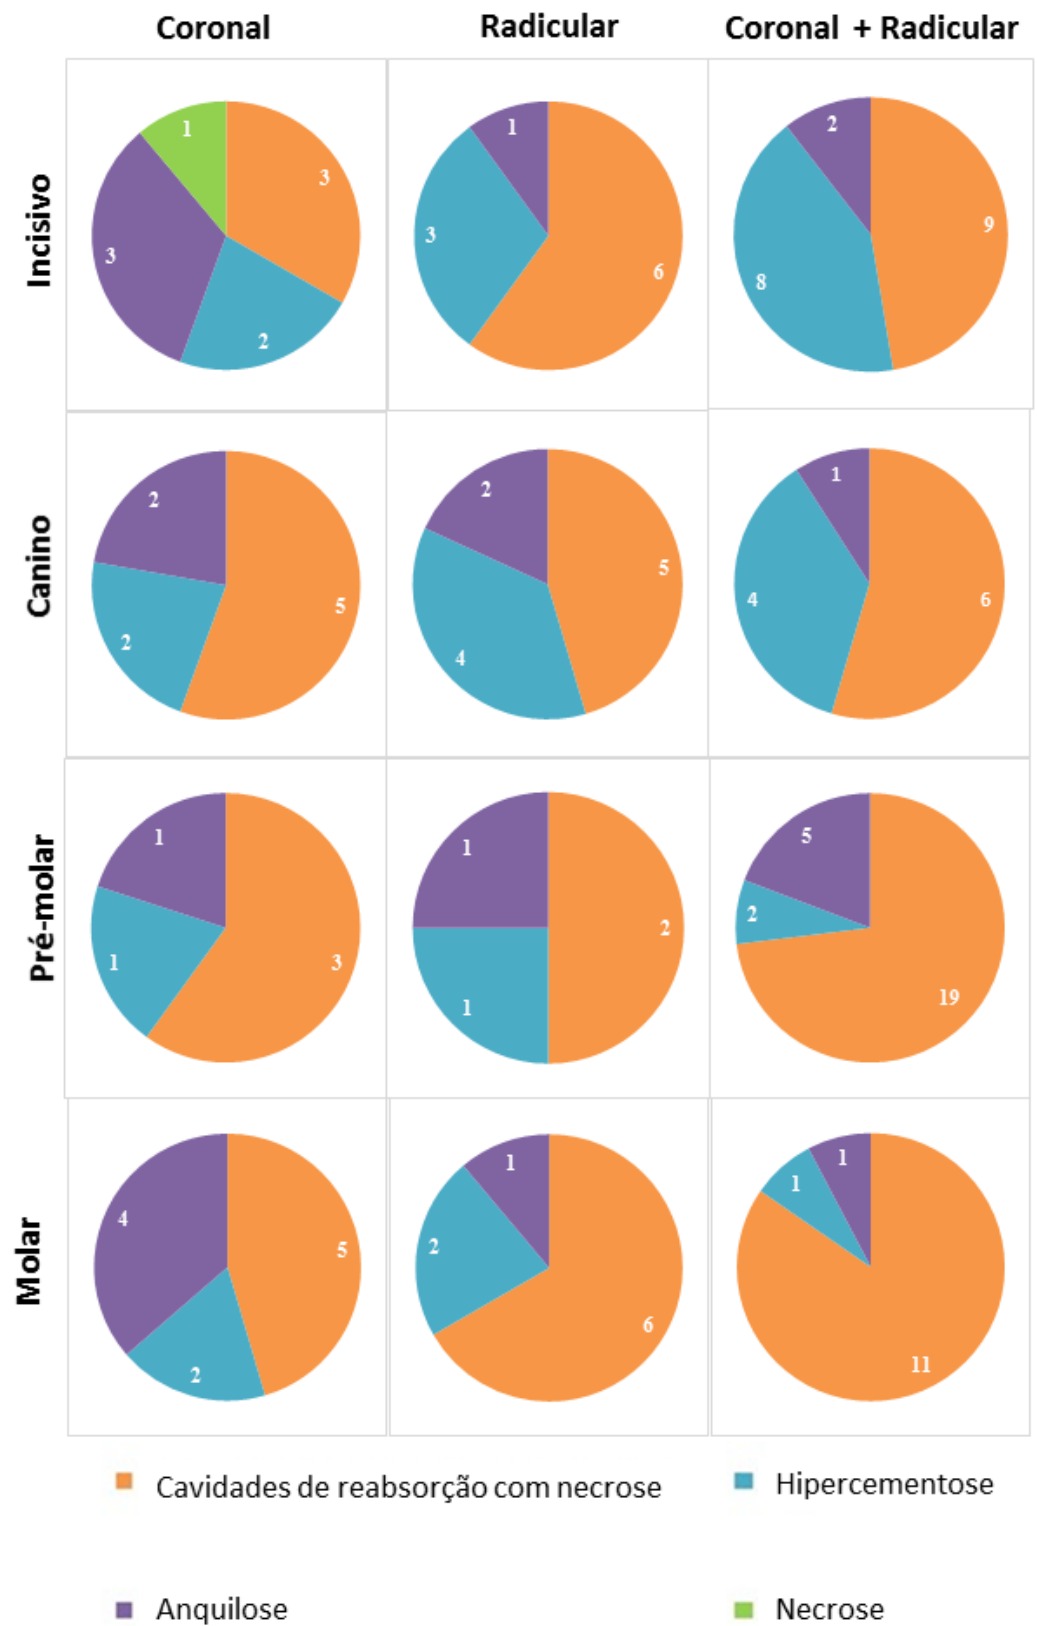 Coronal Radicular Coronal + Radicular
Incisivo
1 3 3 2
1 3 6
2 9 8
Canino
2 5 2
2 5 4
1 4 6
Pré-molar
1 1 3
1 2 1
5 2 19
Molar
4 5 2
1 2 6
1 1 11
Cavidades de reabsorção com necrose Hipercementose
Anquilose Necrose